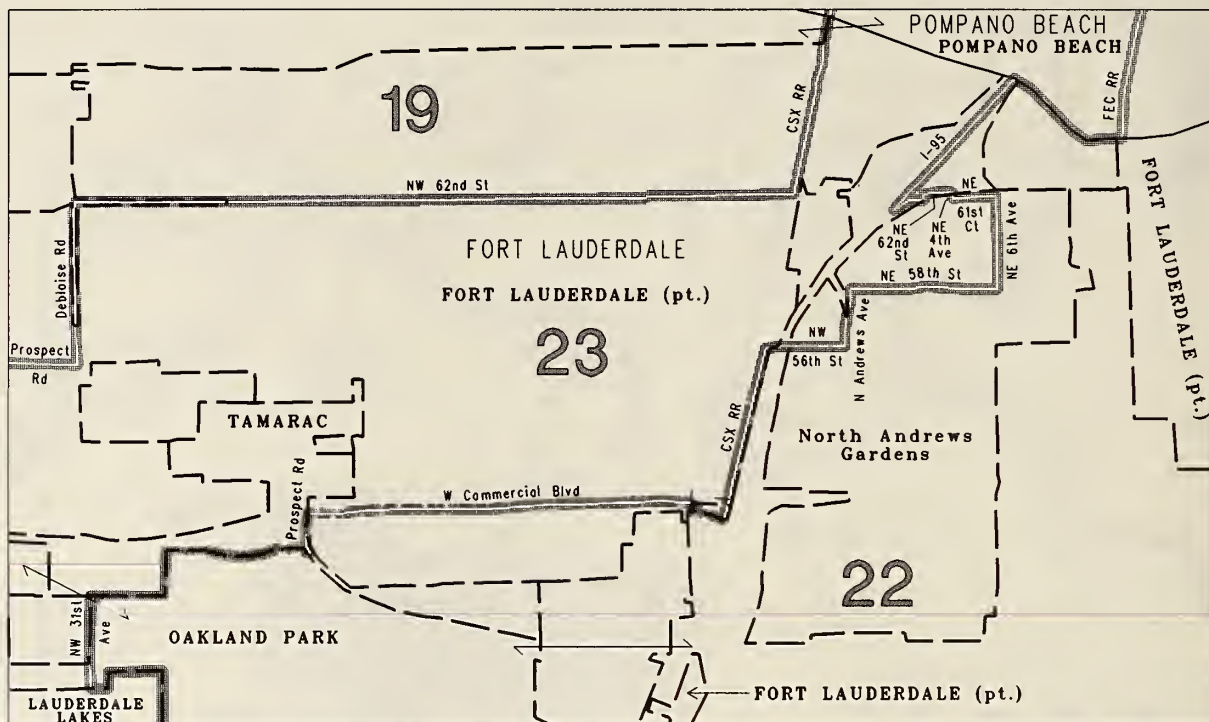 POMPANO BEACH
POMPANO BEACH
19
CSX RR
FEC RR
I-95
NW 62nd St
NE
61st
Ct
NE
4th
Ave
NE
62nd
St
NE 6th Ave
FORT LAUDERDALE (pt.)
Debloise Rd
FORT LAUDERDALE
FORT LAUDERDALE (pt.)
NE 58th St
23
Prospect
Rd
NW
56th St
N Andrews Ave
TAMARAC
CSX RR
North Andrews
Gardens
Prospect Rd
W Commercial Blvd
22
NW 31st
Ave
OAKLAND PARK
FORT LAUDERDALE (pt.)
LAUDERDALE
LAKES